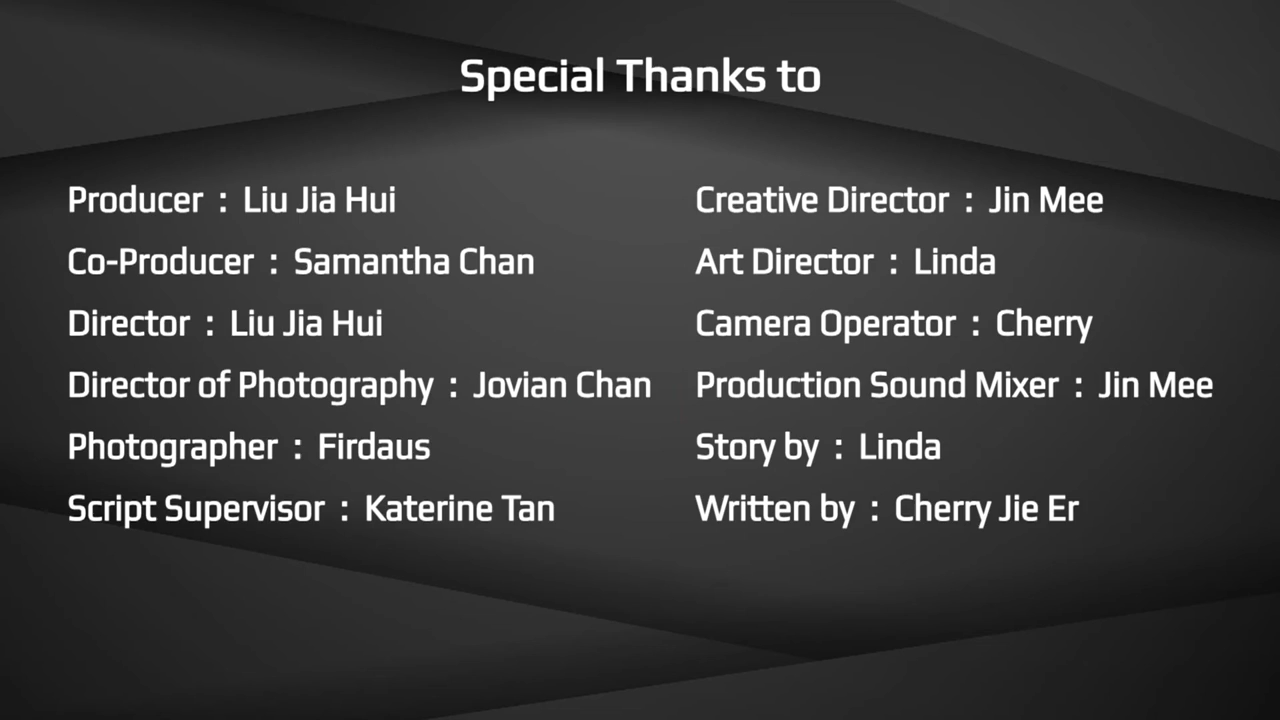 Special Thanks to
Producer : Liu Jia Hui
Co-Producer : Samantha Chan
Director : Liu Jia Hui
Director of Photography : Jovian Chan
Photographer : Firdaus
Script Supervisor : Katerine Tan
Creative Director : Jin Mee
Art Director : Linda
Camera Operator : Cherry
Production Sound Mixer : Jin Mee
Story by : Linda
Written by : Cherry Jie Er